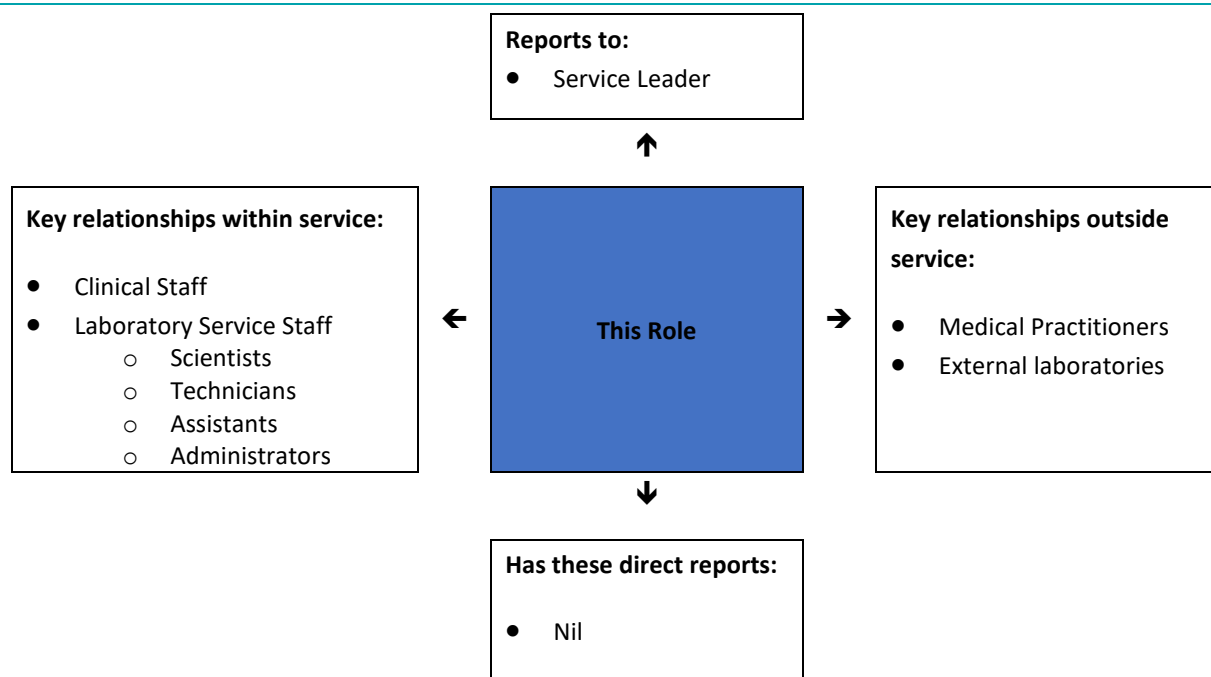 Reports to:
● Service Leader
↑
Key relationships within service:
● Clinical Staff
● Laboratory Service Staff
o Scientists
o Technicians
o Assistants
o Administrators
←
This Role
→
Key relationships outside
service:
● Medical Practitioners
● External laboratories
↓
Has these direct reports:
● Nil